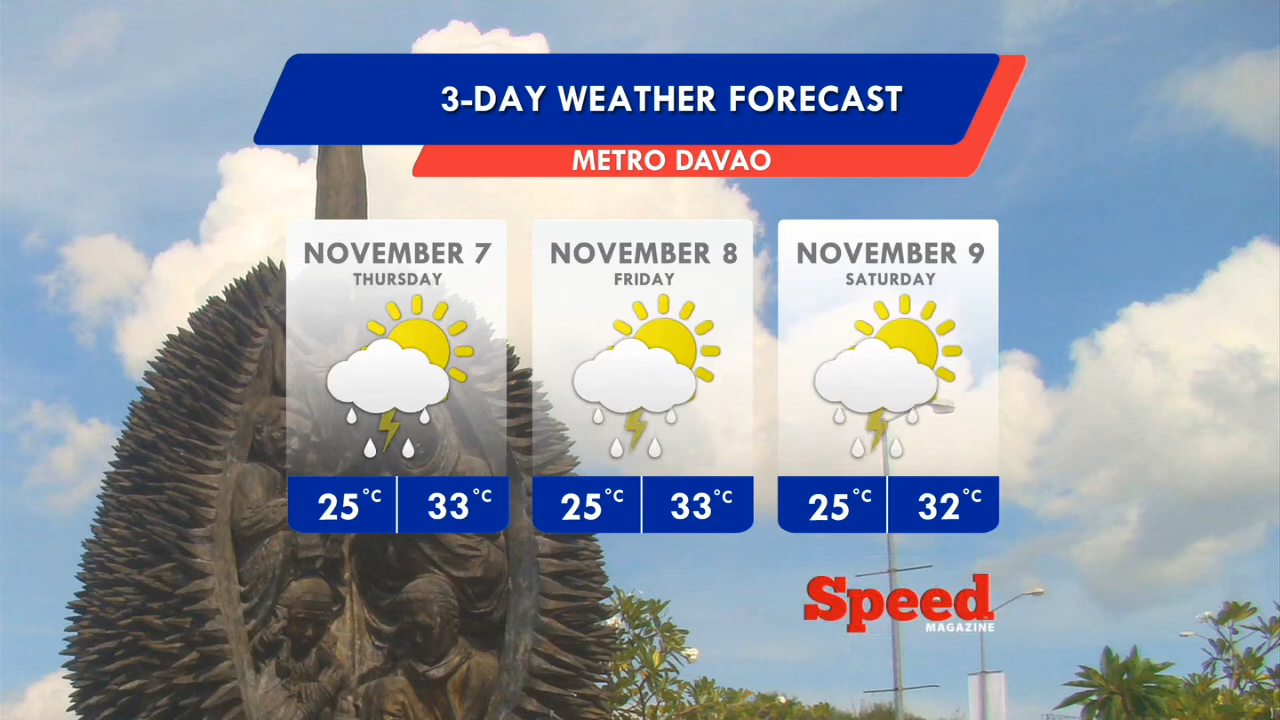 3-DAY WEATHER FORECAST
METRO DAVAO
NOVEMBER 7
THURSDAY
25°C 33°C
NOVEMBER 8
FRIDAY
25°C 33°C
NOVEMBER 9
SATURDAY
25°C 32°C
Speed
MAGAZINE